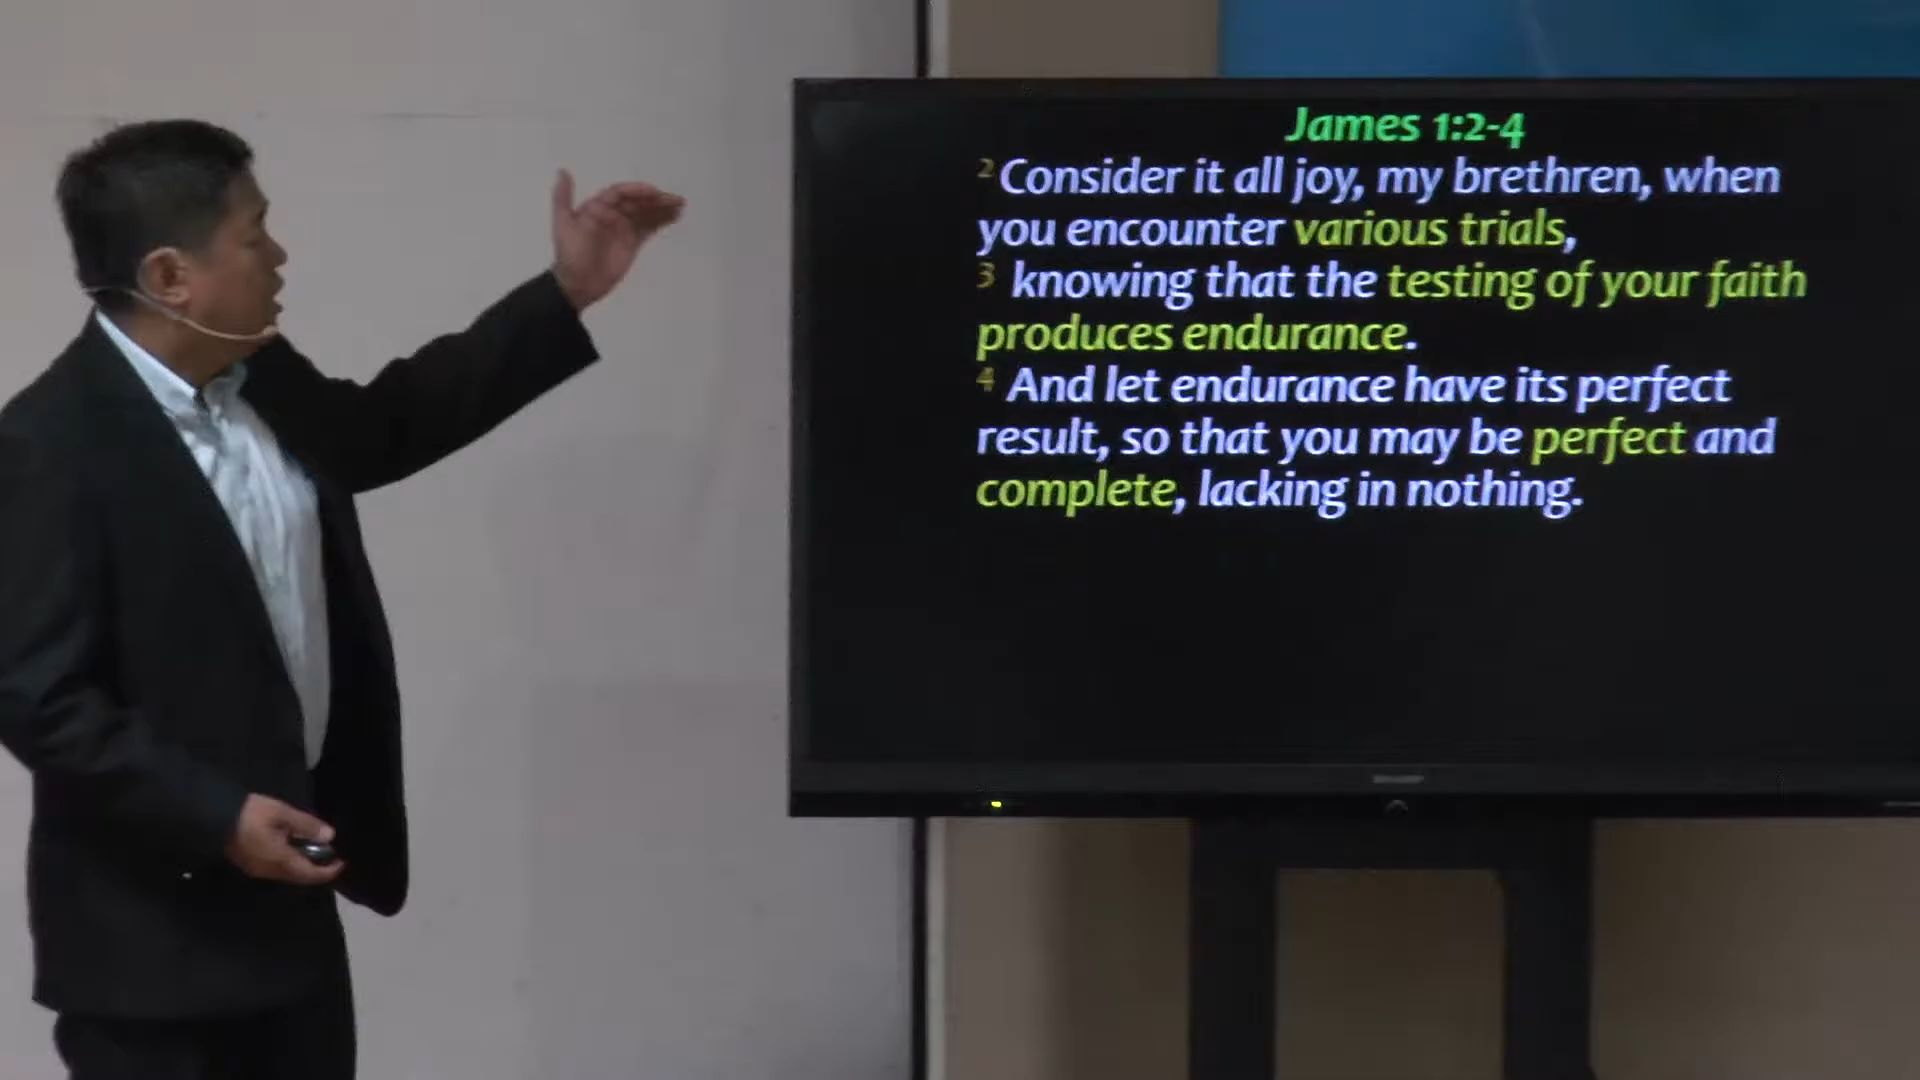 James 1:2-4
2 Consider it all joy, my brethren, when
you encounter various trials,
3 knowing that the testing of your faith
produces endurance.
4 And let endurance have its perfect
result, so that you may be perfect and
complete, lacking in nothing.